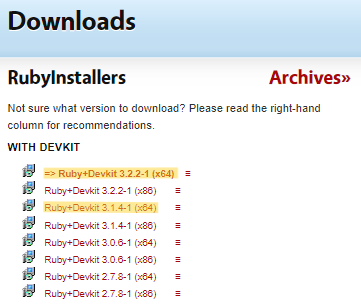 Downloads
RubyInstallers Archives»
Not sure what version to download? Please read the right-hand
column for recommendations.
WITH DEVKIT
=> Ruby+Devkit 3.2.2-1 (x64) ≡
Ruby+Devkit 3.2.2-1 (x86) ≡
Ruby+Devkit 3.1.4-1 (x64) ≡
Ruby+Devkit 3.1.4-1 (x86) ≡
Ruby+Devkit 3.0.6-1 (x64) ≡
Ruby+Devkit 3.0.6-1 (x86) ≡
Ruby+Devkit 2.7.8-1 (x64) ≡
Ruby+Devkit 2.7.8-1 (x86) ≡